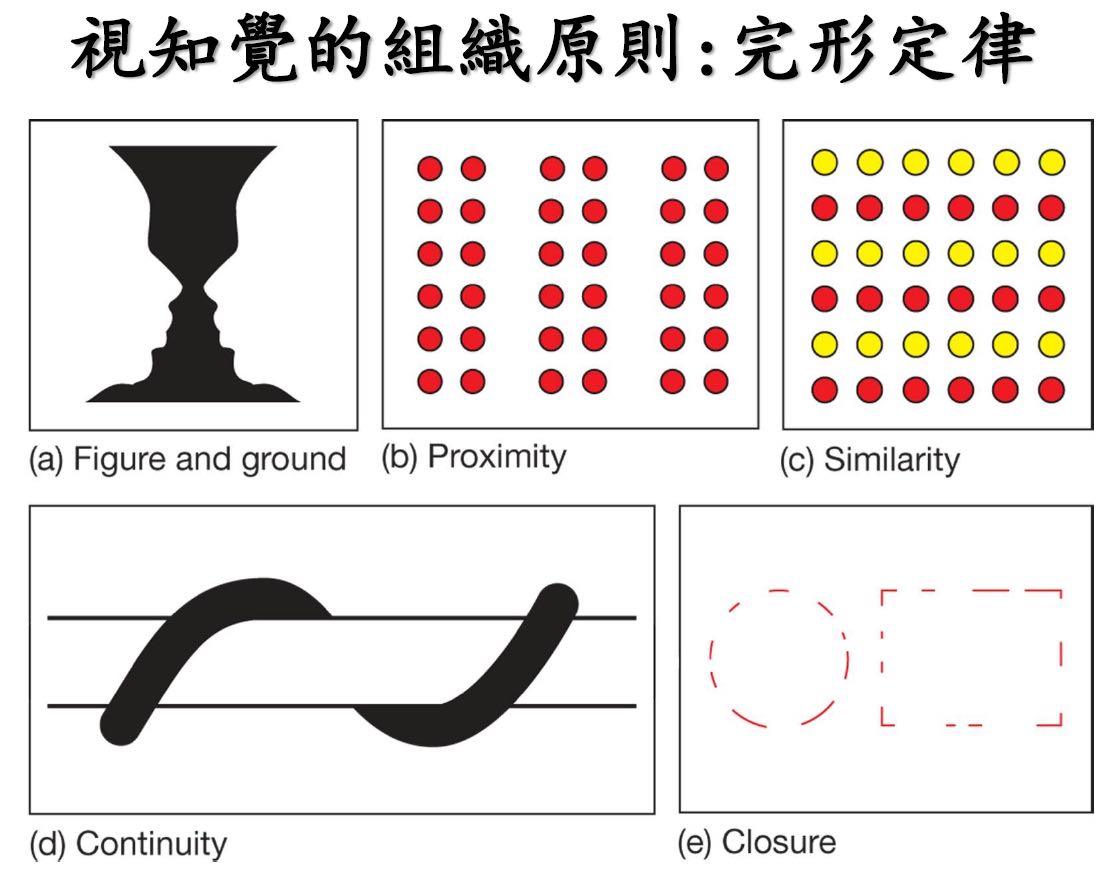 視知覺的組織原則:完形定律
(a) Figure and ground
(b) Proximity
(c) Similarity
(d) Continuity
(e) Closure